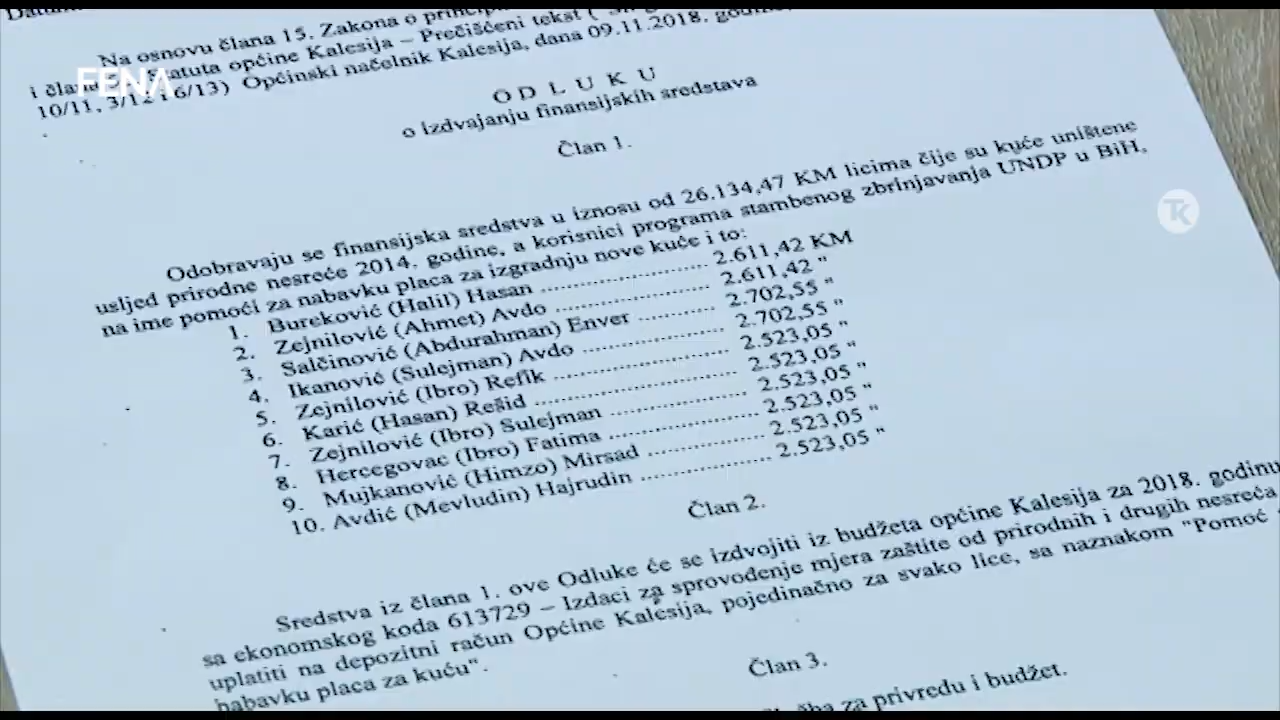 Na osnovu člana 15. Zakona o
i člana Statuta općine Kalesija – Prečišćeni tekst
10/11, 3/12 i 6/13) Općinski načelnik Kalesija, dana 09.11.2018.
FENA
O D L U K U
o izdvajanju finansijskih sredstava
Član 1.
TK
Odobravaju se finansijska sredstva u iznosu od 26.134,47 KM licima čije su kuće uništene
usljed prirodne nesreće 2014. godine, a korisnici programa stambenog zbrinjavanja UNDP u BiH,
na ime pomoći za nabavku placa za izgradnju nove kuće i to:
1. Bureković (Halil) Hasan ........................ 2.611,42 KM
2. Zejnilović (Ahmet) Avdo ...................... 2.611,42 "
3. Salčinović (Abdurahman) Enver ........... 2.702,55 "
4. Ikanović (Sulejman) Avdo .................... 2.702,55 "
5. Zejnilović (Ibro) Refik ......................... 2.523,05 "
6. Karić (Hasan) Rešid ............................. 2.523,05 "
7. Zejnilović (Ibro) Sulejman ................... 2.523,05 "
8. Hercegovac (Ibro) Fatima ..................... 2.523,05 "
9. Mujkanović (Himzo) Mirsad ................ 2.523,05 "
10. Avdić (Mevludin) Hajrudin .................. 2.523,05 "
Član 2.
Sredstva iz člana 1. ove Odluke će se izdvojiti iz budžeta općine Kalesija za 2018. godinu
sa ekonomskog koda 613729 – Izdaci za sprovođenje mjera zaštite od prirodnih i drugih nesreća
uplatiti na depozitni račun Općine Kalesija, pojedinačno za svako lice, sa naznakom "Pomoć
nabavku placa za kuću".
Član 3.
za privredu i budžet.